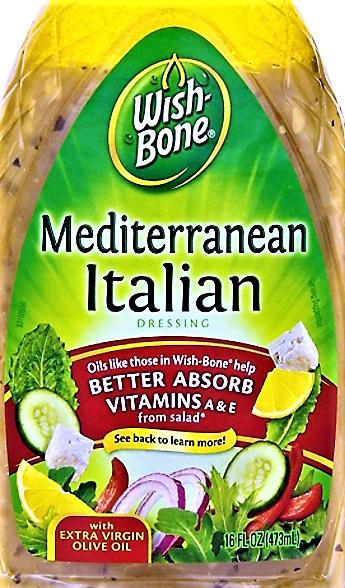 Wish-
Bone®
Mediterranean
Italian
DRESSING
Oils like those in Wish-Bone® help
BETTER ABSORB
VITAMINS A & E
from salad*
See back to learn more!
with
EXTRA VIRGIN
OLIVE OIL
16 FL OZ (473mL)